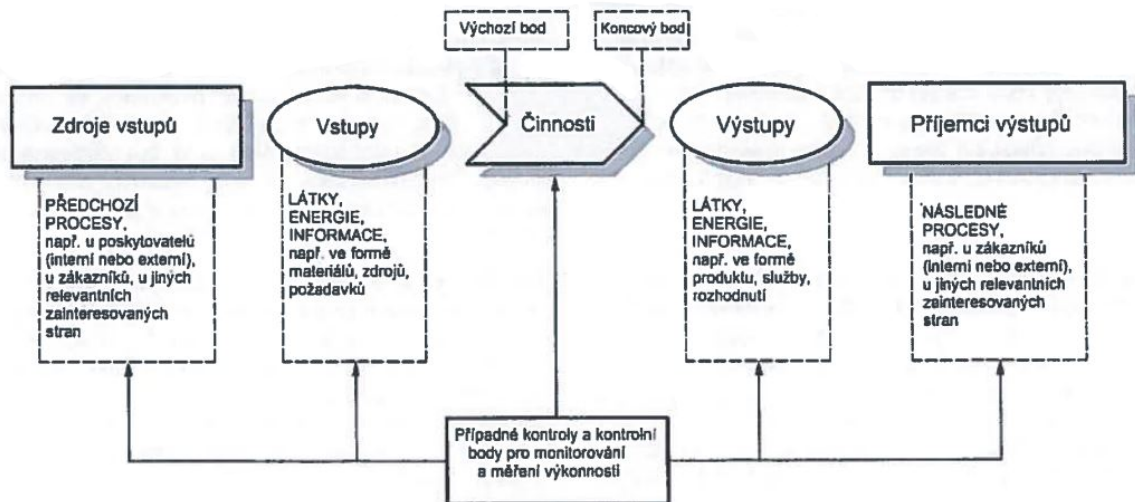 Výchozí bod
Koncový bod
Zdroje vstupů
Vstupy
Činnosti
Výstupy
Příjemci výstupů
PŘEDCHOZÍ
PROCESY,
např. u poskytovatelů
(interní nebo externí),
u zákazníků, u jiných
relevantních
zainteresovaných
stran
LÁTKY,
ENERGIE,
INFORMACE,
např. ve formě
materiálů, zdrojů,
požadavků
LÁTKY,
ENERGIE,
INFORMACE,
např. ve formě
produktu, služby,
rozhodnutí
NÁSLEDNÉ
PROCESY,
např. u zákazníků
(interní nebo externí),
u jiných relevantních
zainteresovaných
stran
Případné kontroly a kontrolní
body pro monitorování
a měření výkonnosti